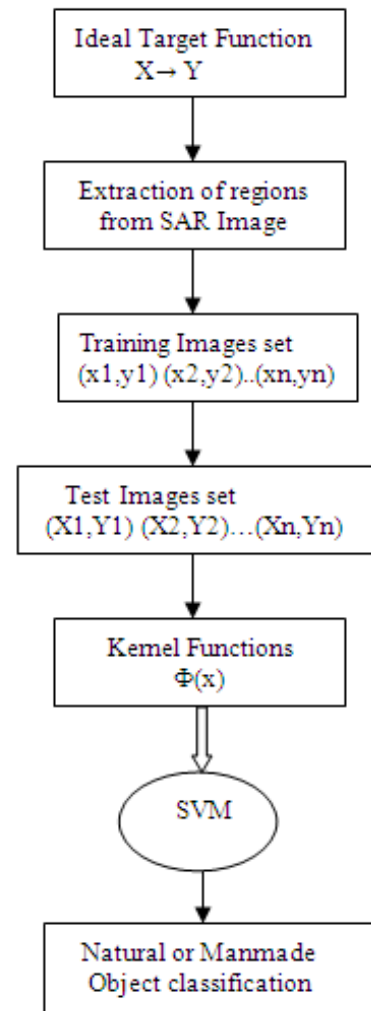 Ideal Target Function
X→ Y
Extraction of regions
from SAR Image
Training Images set
(x1,y1) (x2,y2)..(xn,yn)
Test Images set
(X1,Y1) (X2,Y2)...(Xn,Yn)
Kernel Functions
Φ(x)
SVM
Natural or Manmade
Object classification